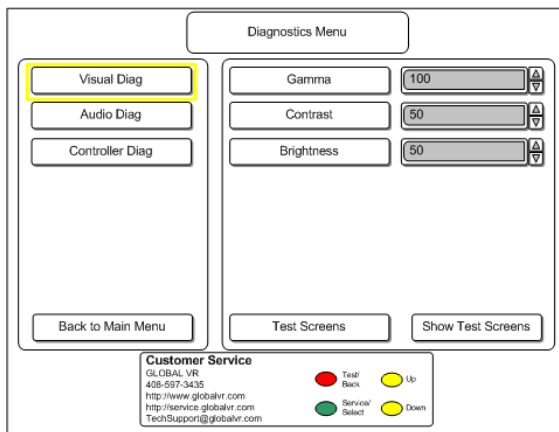 Diagnostics Menu
Visual Diag
Audio Diag
Controller Diag
Back to Main Menu
Gamma
100
Contrast
50
Brightness
50
Test Screens
Show Test Screens
Customer Service
GLOBAL VR
408-597-3435
http://www.globalvr.com
http://service.globalvr.com
TechSupport@globalvr.com
Test/
Back
Up
Service/
Select
Down